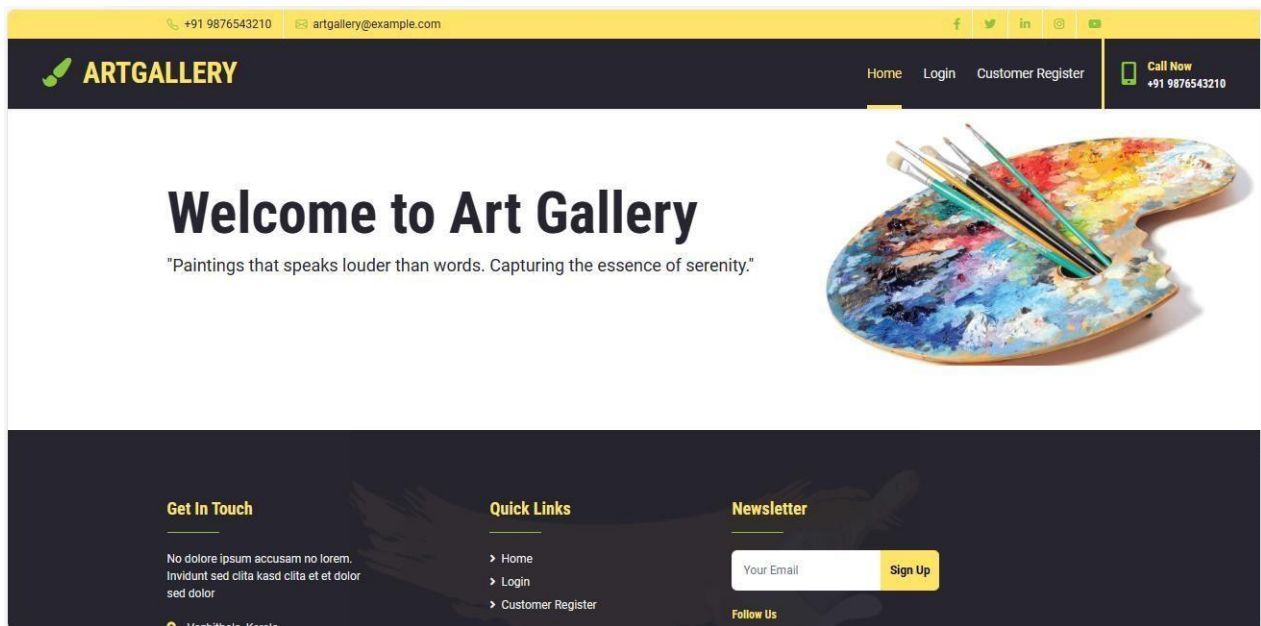 +91 9876543210 artgallery@example.com
ARTGALLERY
Home Login Customer Register
Call Now
+91 9876543210
Welcome to Art Gallery
"Paintings that speaks louder than words. Capturing the essence of serenity."
Get In Touch
No dolore ipsum accusam no lorem.
Invidunt sed clita kasd clita et et dolor
sed dolor
Quick Links
Home
Login
Customer Register
Newsletter
Your Email Sign Up
Follow Us